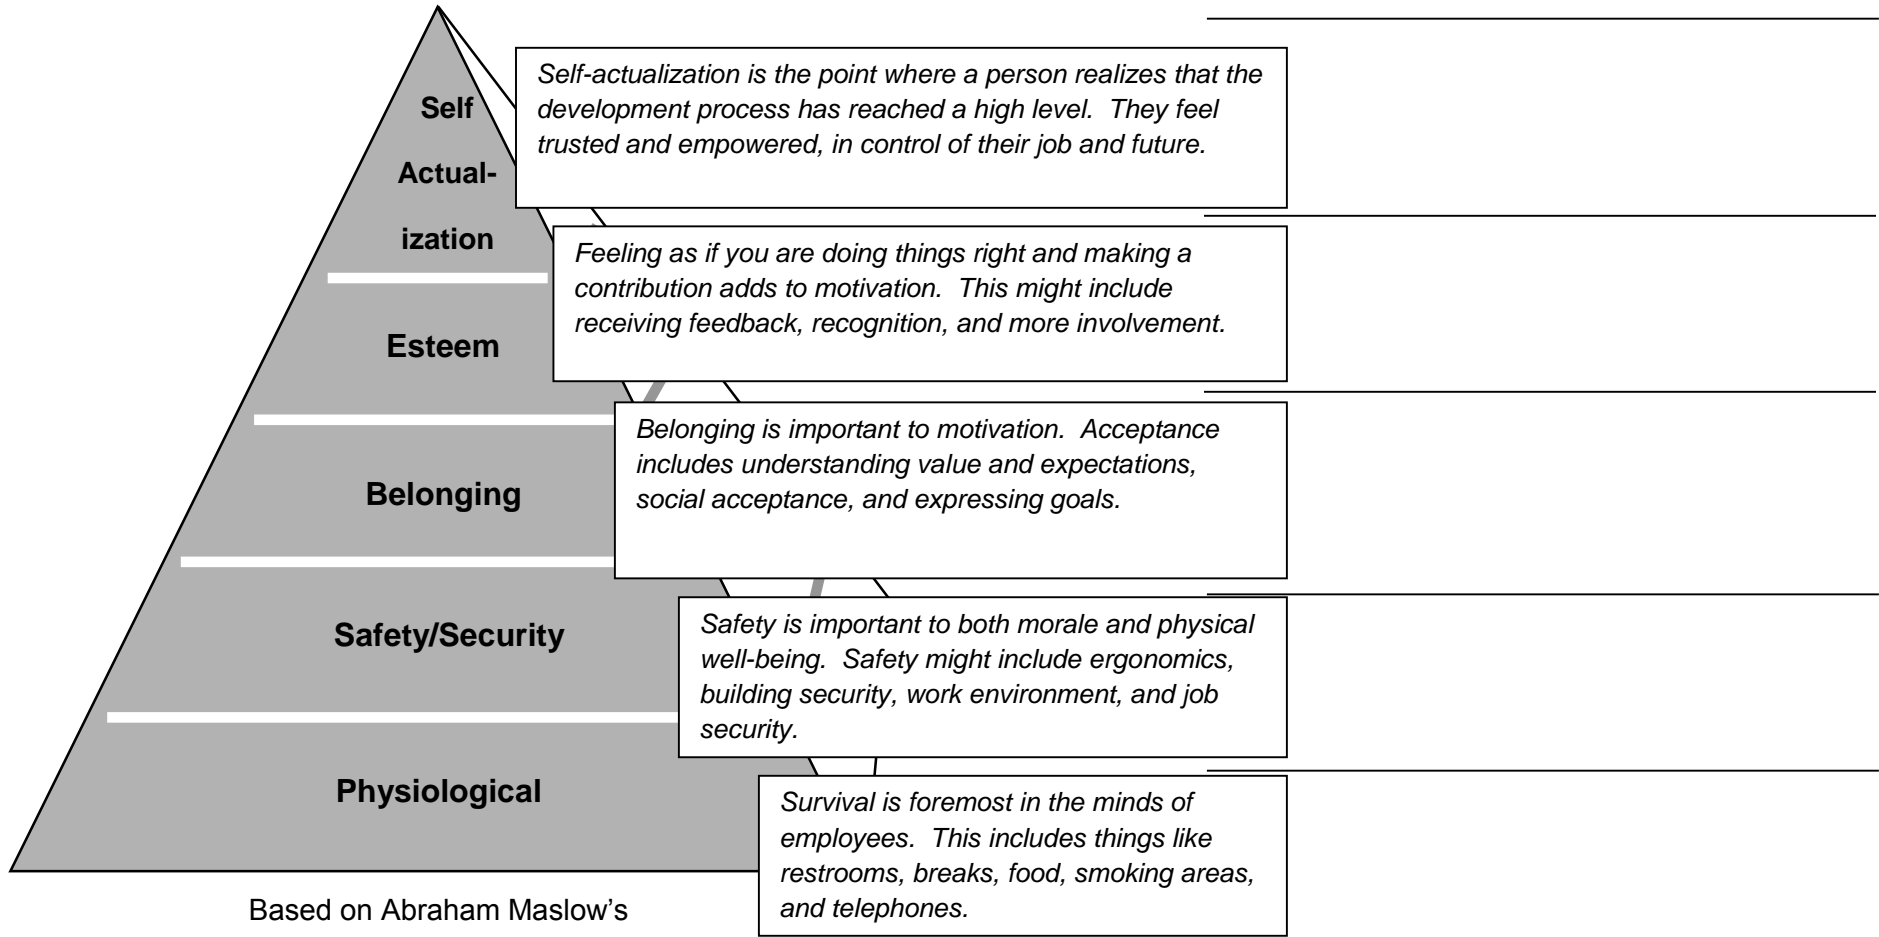 Self
Actual-
ization
Self-actualization is the point where a person realizes that the
development process has reached a high level.  They feel
trusted and empowered, in control of their job and future.
Esteem
Feeling as if you are doing things right and making a
contribution adds to motivation.  This might include
receiving feedback, recognition, and more involvement.
Belonging
Belonging is important to motivation.  Acceptance
includes understanding value and expectations,
social acceptance, and expressing goals.
Safety/Security
Safety is important to both morale and physical
well-being.  Safety might include ergonomics,
building security, work environment, and job
security.
Physiological
Survival is foremost in the minds of
employees.  This includes things like
restrooms, breaks, food, smoking areas,
and telephones.
Based on Abraham Maslow's